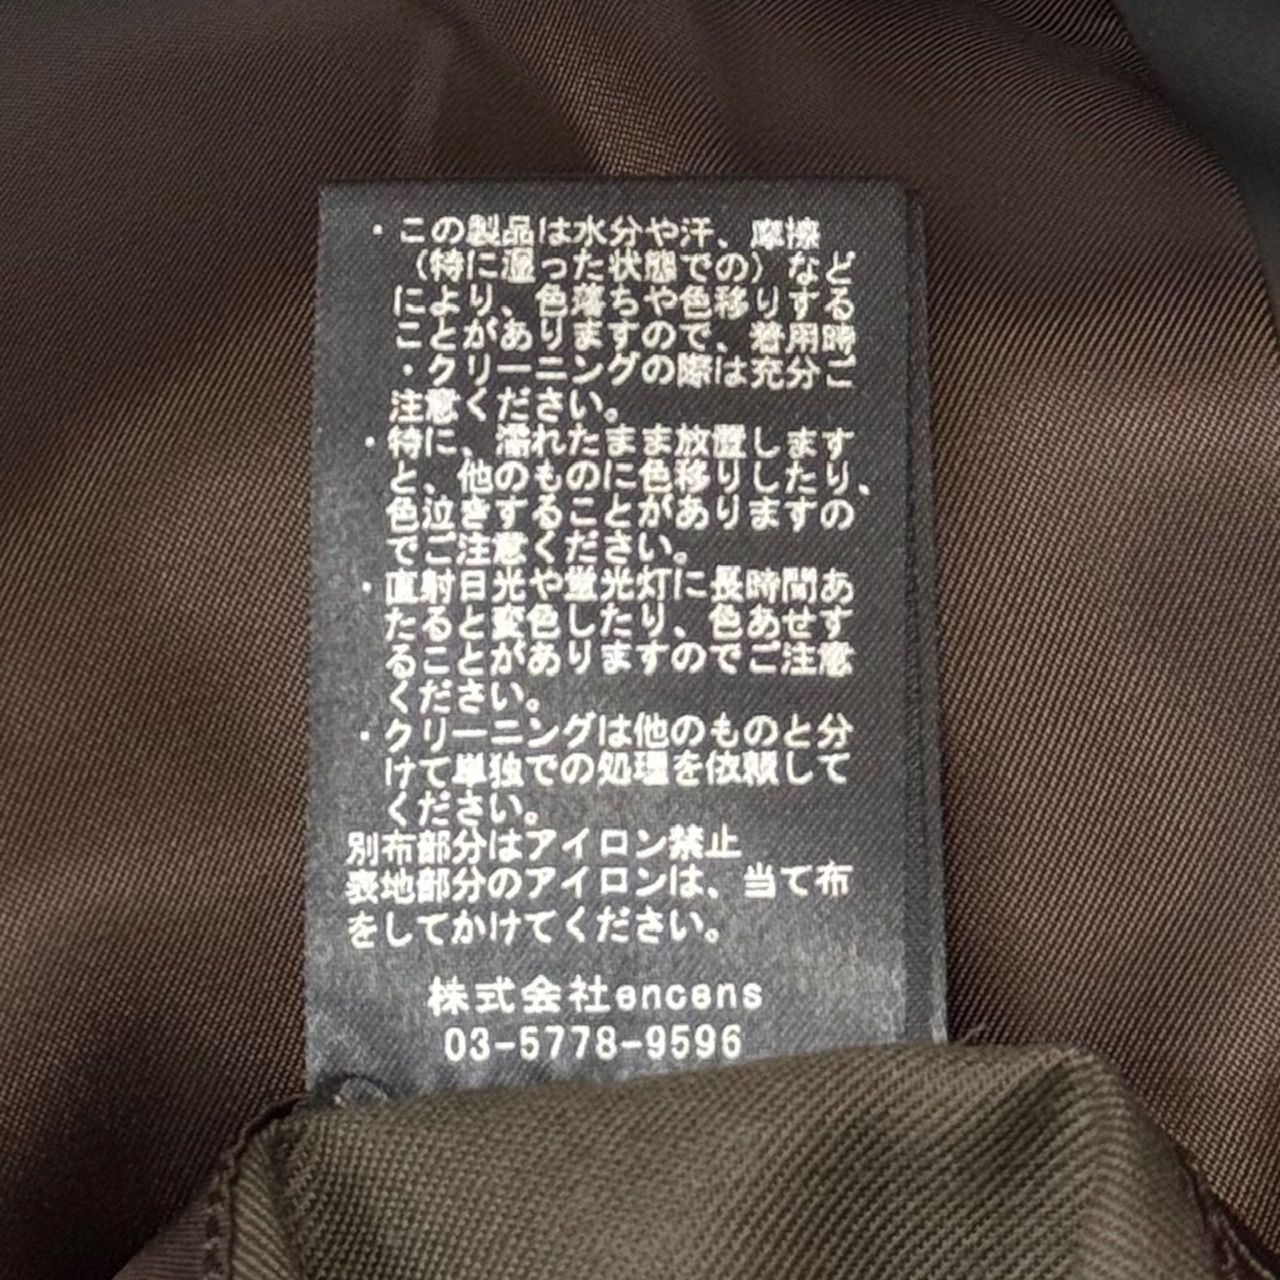 ・この製品は水分や汗、摩擦
（特に湿った状態での）など
により、色落ちや色移りする
ことがありますので、着用時
・クリーニングの際は充分ご
注意ください。
・特に、濡れたまま放置します
と、他のものに色移りしたり、
色泣きすることがありますの
でご注意ください。
・直射日光や蛍光灯に長時間あ
たると変色したり、色あせす
ることがありますのでご注意
ください。
・クリーニングは他のものと分
けて単独での処理を依頼して
ください。
別布部分はアイロン禁止
表地部分のアイロンは、当て布
をしてかけてください。
株式会社encens
03-5778-9596